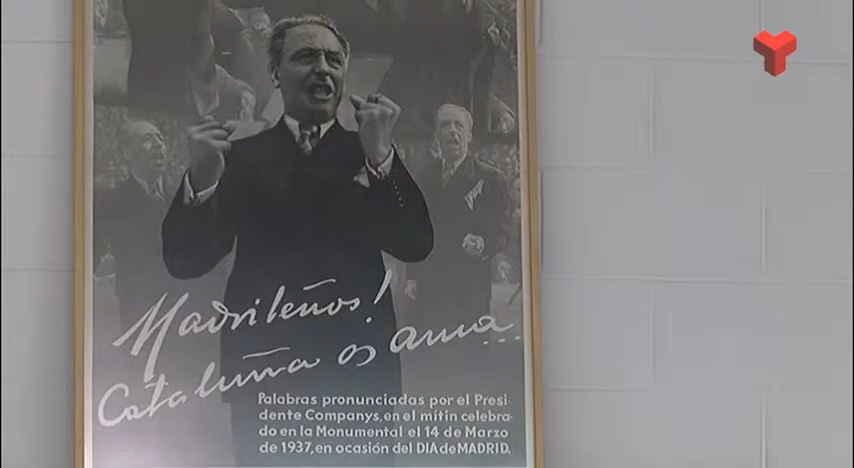 Madrileños!
Cataluña os ama...
Palabras pronunciadas por el Presi-
dente Companys, en el mitin celebra-
do en la Monumental el 14 de Marzo
de 1937, en ocasión del DIA de MADRID.